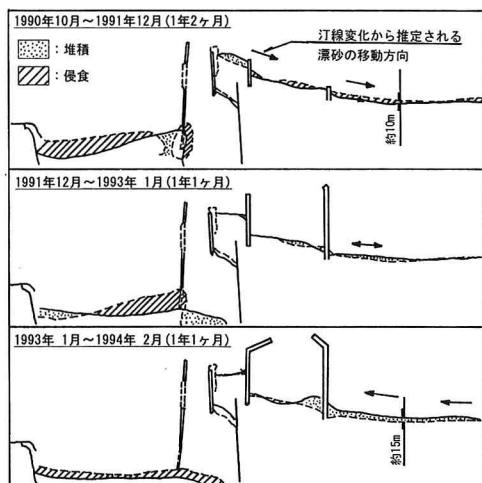 1990年10月～1991年12月(1年2ヶ月)
：堆積
：侵食
汀線変化から推定される
漂砂の移動方向
約10m
1991年12月～1993年 1月(1年1ヶ月)
1993年 1月～1994年 2月(1年1ヶ月)
約15m